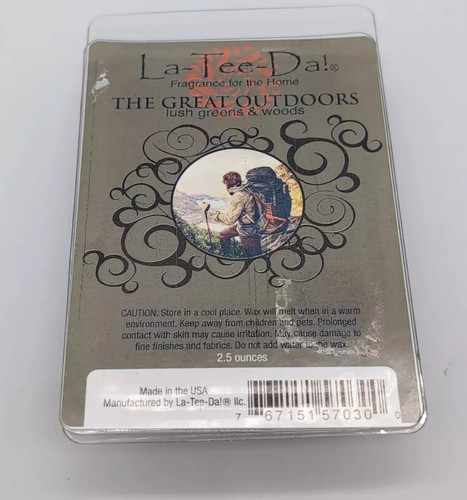 La-Tee-Da!®
Fragrance for the Home
THE GREAT OUTDOORS
lush greens & woods
CAUTION: Store in a cool place. Wax will melt when in a warm
environment. Keep away from children and pets. Prolonged
contact with skin may cause irritation. May cause damage to
fine finishes and fabrics. Do not add water to the wax
2.5 ounces
Made in the USA
Manufactured by La-Tee-Da!® llc.
7 67151 57030 0